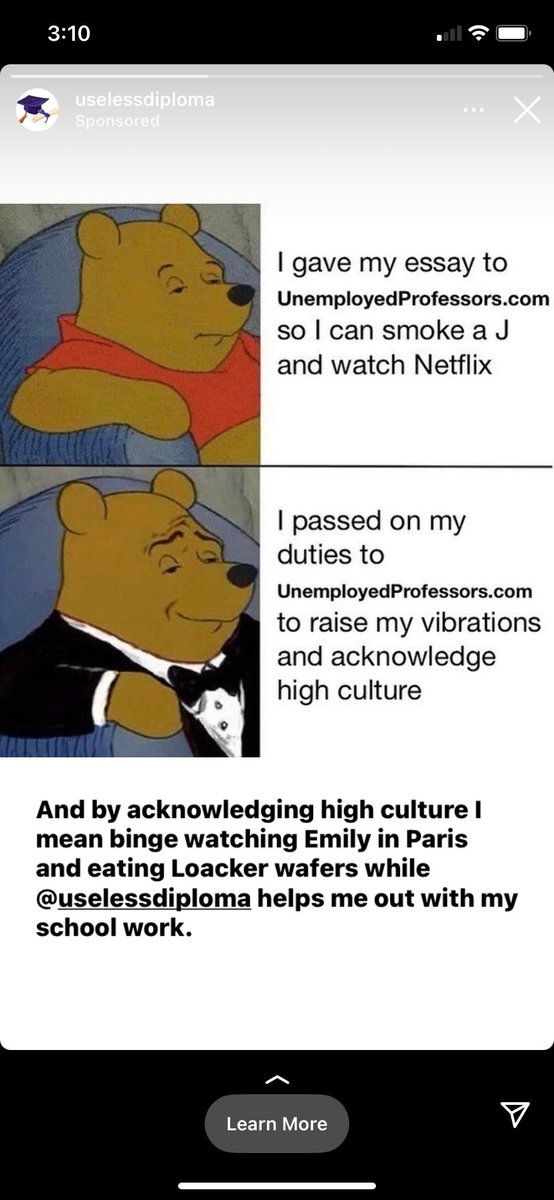 3:10
uselessdiploma
Sponsored
I gave my essay to
UnemployedProfessors.com
so I can smoke a J
and watch Netflix
I passed on my
duties to
UnemployedProfessors.com
to raise my vibrations
and acknowledge
high culture
And by acknowledging high culture I
mean binge watching Emily in Paris
and eating Loacker wafers while
@uselessdiploma helps me out with my
school work.
Learn More